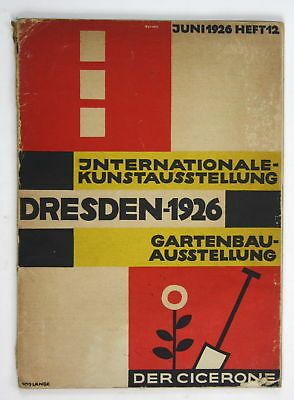 JUNI 1926 HEFT 12
JNTERNATIONALE-
KUNSTAUSSTELLUNG
DRESDEN-1926
GARTENBAU-
AUSSTELLUNG
DER CICERONE